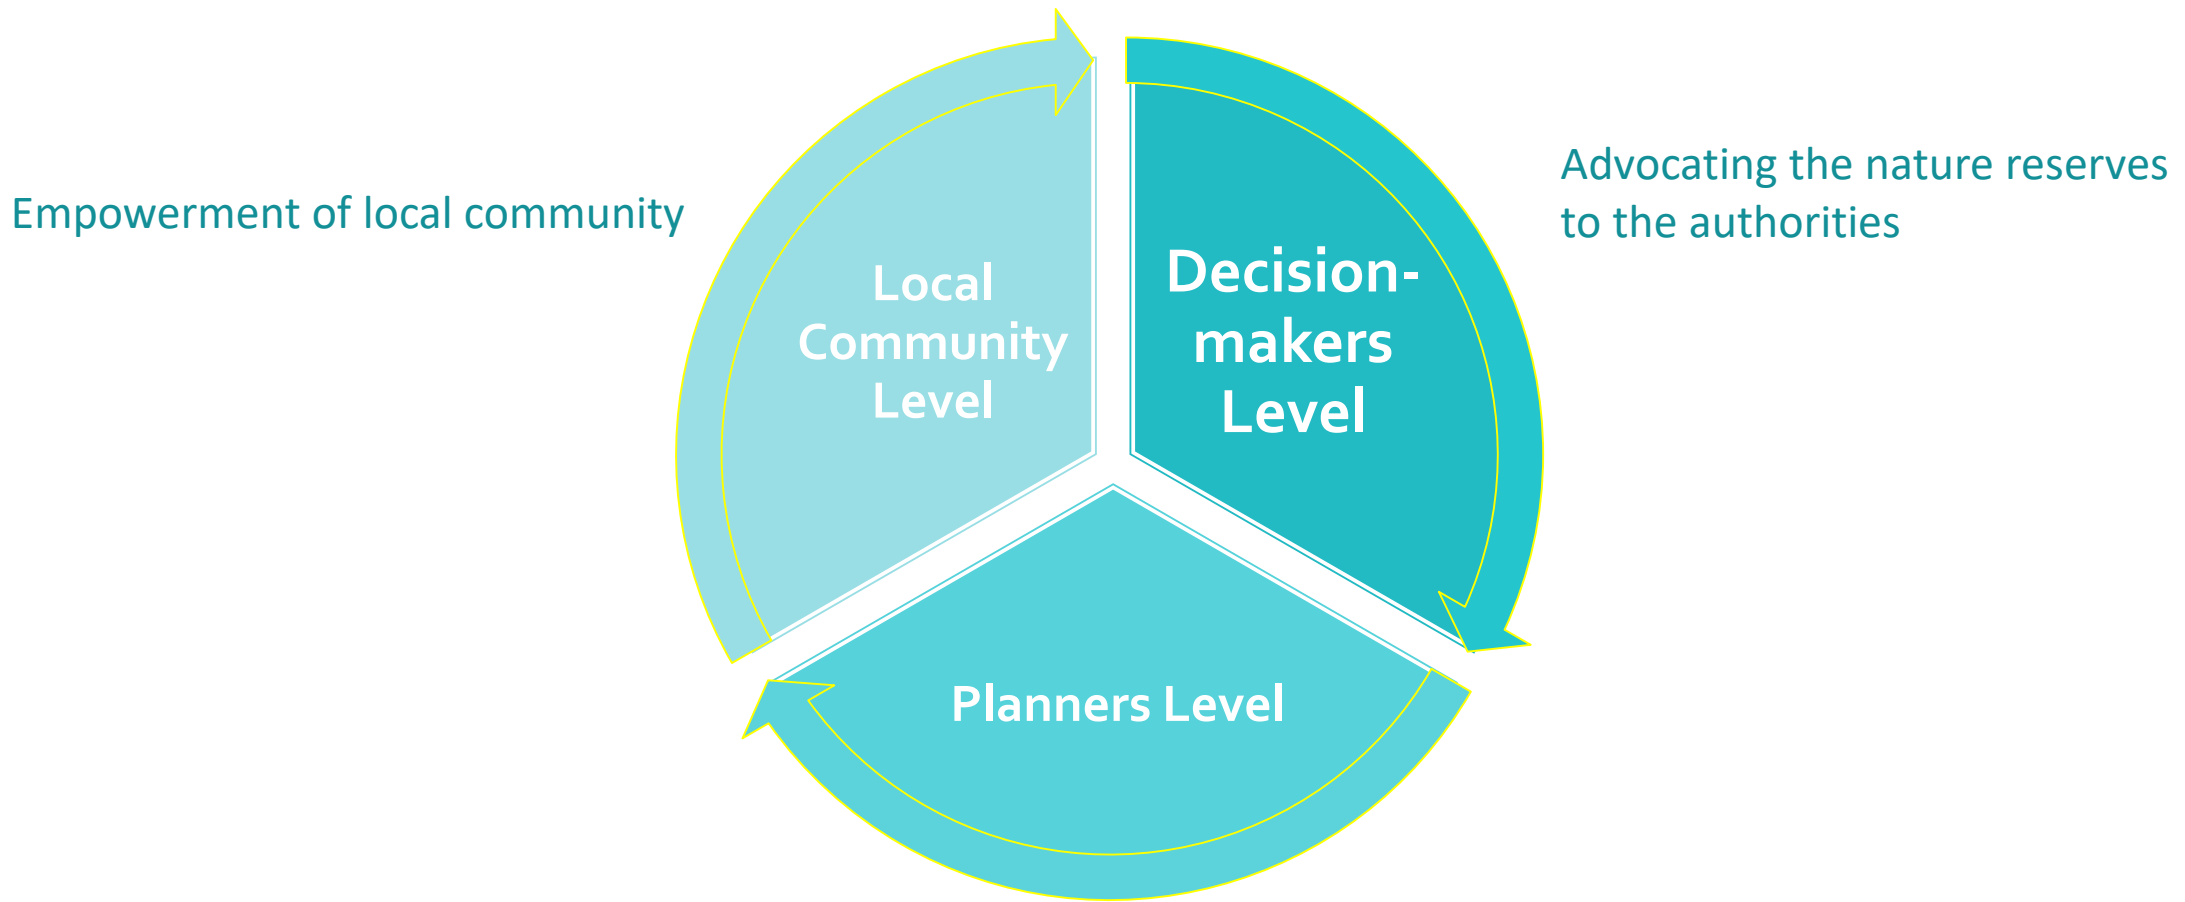 Empowerment of local community
Local
Community
Level
Decision-
makers
Level
Advocating the nature reserves
to the authorities
Planners Level